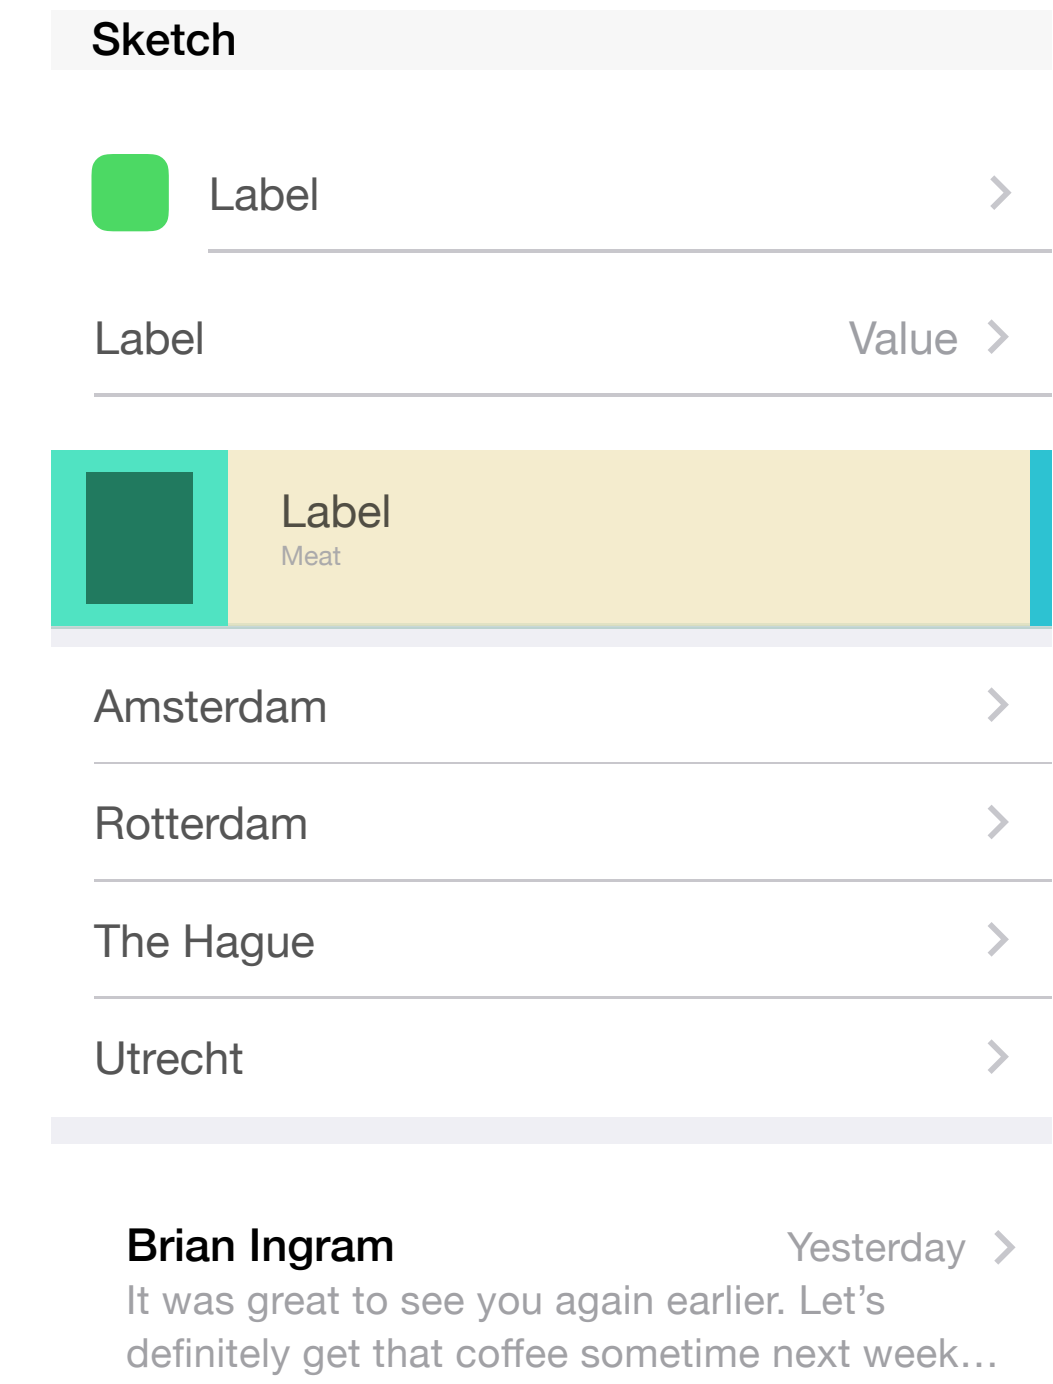 Sketch
Label
Label Value
Label
Meat
Amsterdam
Rotterdam
The Hague
Utrecht
Brian Ingram Yesterday
It was great to see you again earlier. Let’s
definitely get that coffee sometime next week…